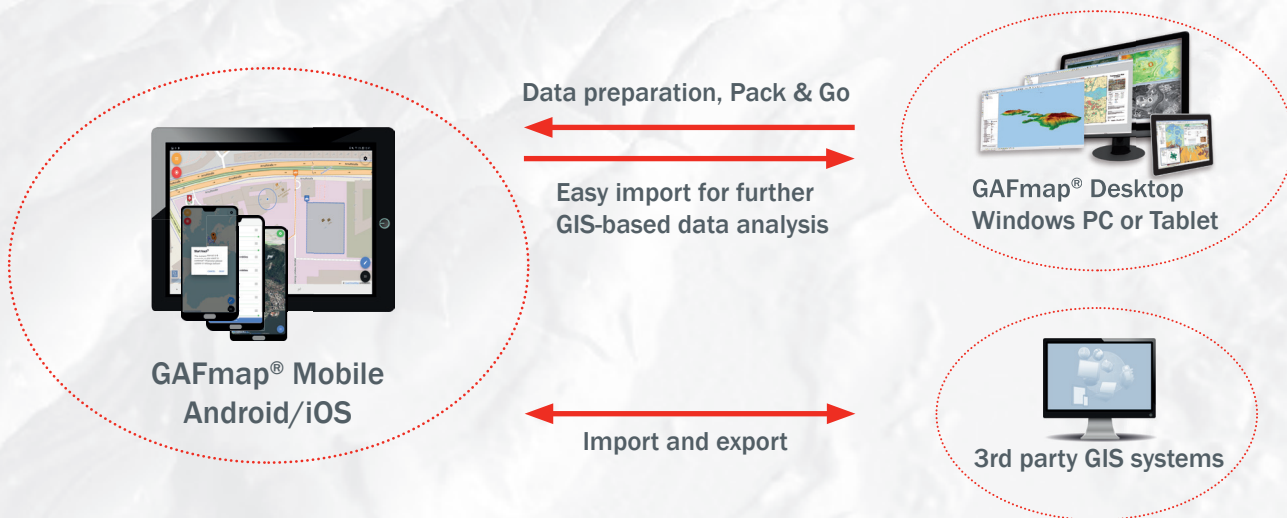 Data preparation, Pack & Go
Easy import for further
GIS-based data analysis
GAFmap® Desktop
Windows PC or Tablet
GAFmap® Mobile
Android/iOS
Import and export
3rd party GIS systems